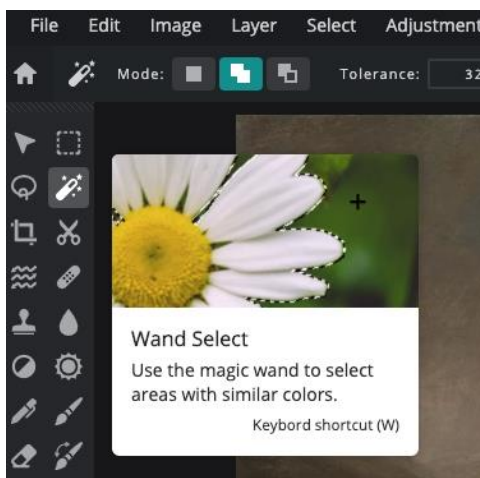 File Edit Image Layer Select Adjustment
Mode: Tolerance: 32
Wand Select
Use the magic wand to select
areas with similar colors.
Keybord shortcut (W)